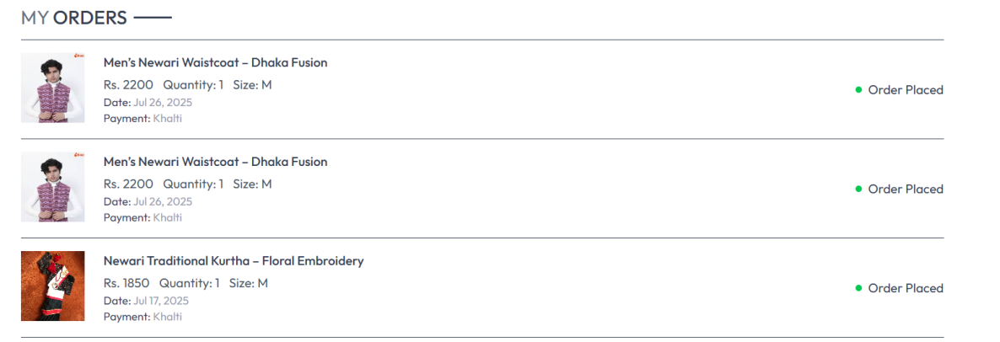 MY ORDERS
Men's Newari Waistcoat – Dhaka Fusion
Rs. 2200 Quantity: 1 Size: M
Date: Jul 26, 2025
Payment: Khalti
Order Placed
Men's Newari Waistcoat – Dhaka Fusion
Rs. 2200 Quantity: 1 Size: M
Date: Jul 26, 2025
Payment: Khalti
Order Placed
Newari Traditional Kurtha – Floral Embroidery
Rs. 1850 Quantity: 1 Size: M
Date: Jul 17, 2025
Payment: Khalti
Order Placed